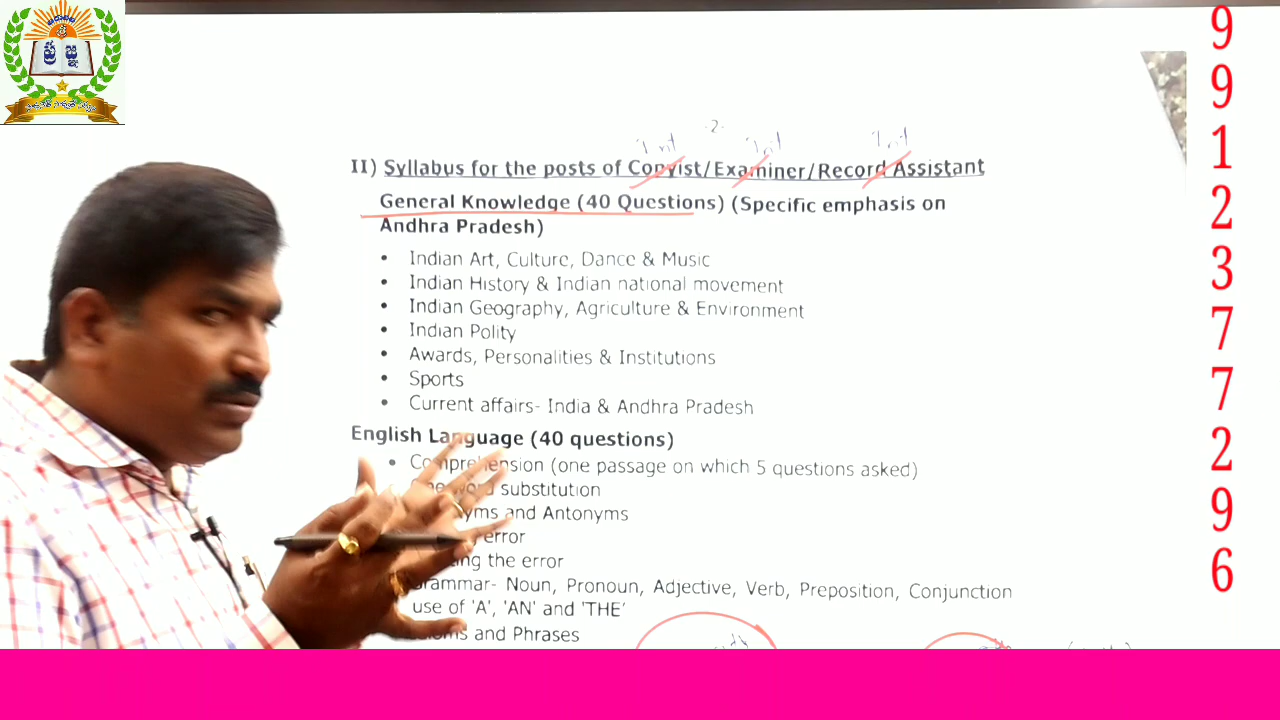 ప్రజ్ఞ
-2-
II) Syllabus for the posts of Copyist/Examiner/Record Assistant
General Knowledge (40 Questions) (Specific emphasis on
Andhra Pradesh)
• Indian Art, Culture, Dance & Music
• Indian History & Indian national movement
• Indian Geography, Agriculture & Environment
• Indian Polity
• Awards, Personalities & Institutions
• Sports
• Current affairs- India & Andhra Pradesh
English Language (40 questions)
• Comprehension (one passage on which 5 questions asked)
substitution
and Antonyms
error
the error
Grammar- Noun, Pronoun, Adjective, Verb, Preposition, Conjunction
use of 'A', 'AN' and 'THE'
and Phrases
9
9
1
2
3
7
7
2
9
6